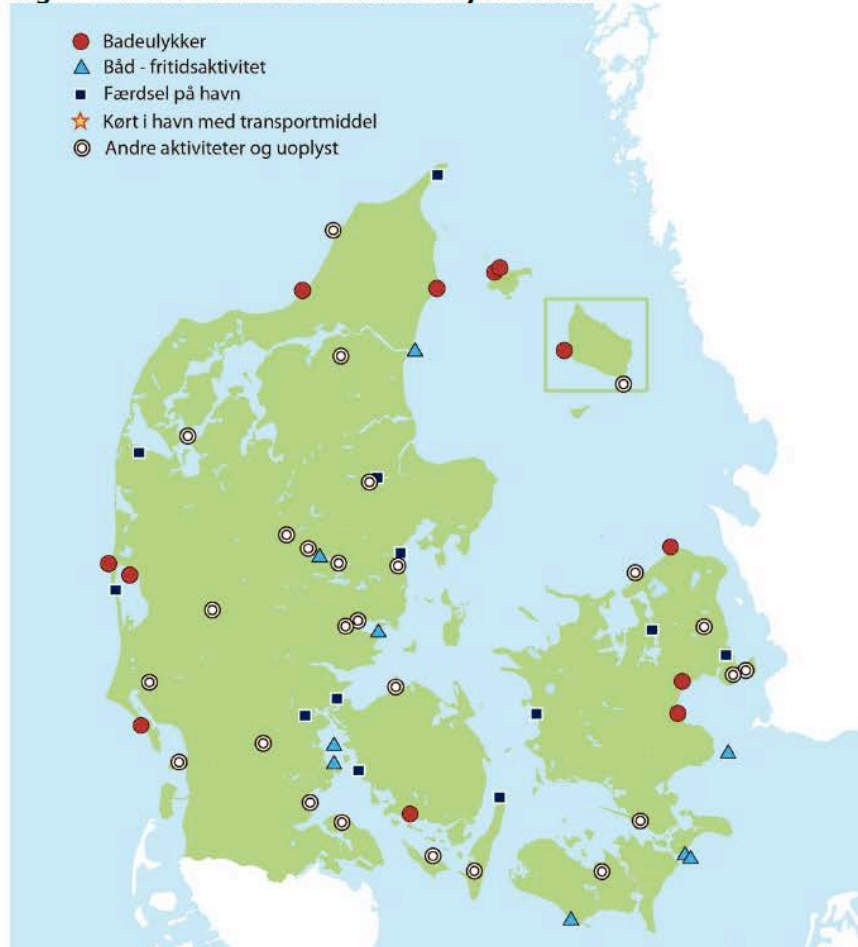 Badeulykker
Båd - fritidsaktivitet
Færdsel på havn
Kørt i havn med transportmiddel
Andre aktiviteter og uoplyst